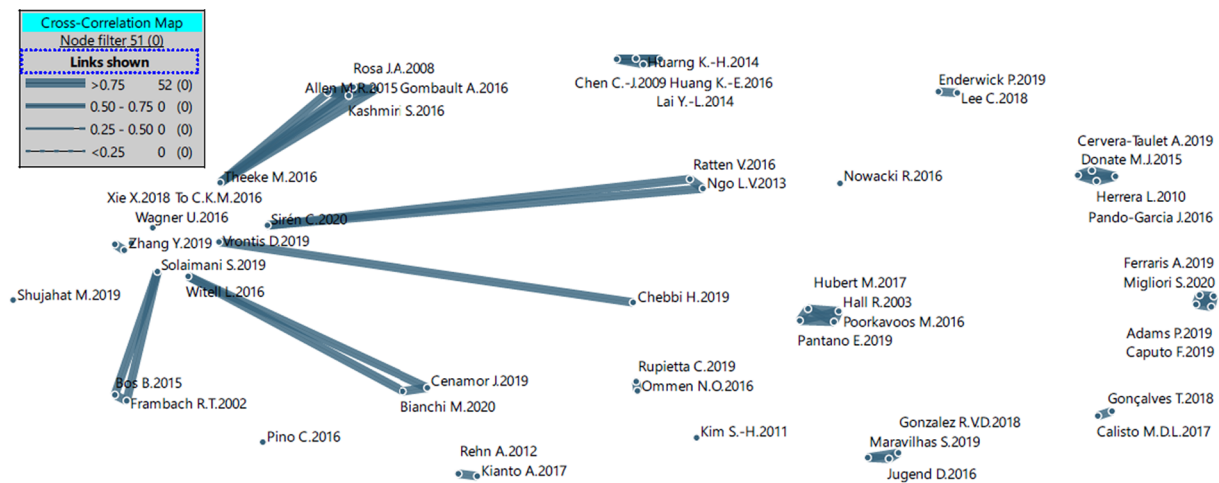 Cross-Correlation Map
Node filter 51 (0)
Links shown
>0.75 52 (0)
0.50 - 0.75 0 (0)
0.25 - 0.50 0 (0)
<0.25 0 (0)
Rosa J.A.2008
Allen M.R.2015 Gombault A.2016
Kashmiri S.2016
Huarng K.-H.2014
Chen C.-J.2009 Huang K.-E.2016
Lai Y.-L.2014
Enderwick P.2019
Lee C.2018
Cervera-Taulet A.2019
Donate M.J.2015
Herrera L.2010
Pando-Garcia J.2016
Theeke M.2016
Ratten V.2016
Ngo L.V.2013
Nowacki R.2016
Xie X.2018 To C.K.M.2016
Wagner U.2016
Sirén C.2020
Zhang Y.2019 Vrontis D.2019
Solaimani S.2019
Witell L.2016
Shujahat M.2019
Chebbi H.2019
Hubert M.2017
Hall R.2003
Poorkavoos M.2016
Pantano E.2019
Ferraris A.2019
Migliori S.2020
Adams P.2019
Caputo F.2019
Bos B.2015
Frambach R.T.2002
Cenamor J.2019
Bianchi M.2020
Rupietta C.2019
Ommen N.O.2016
Gonçalves T.2018
Calisto M.D.L.2017
Pino C.2016
Kim S.-H.2011
Gonzalez R.V.D.2018
Maravilhas S.2019
Jugend D.2016
Rehn A.2012
Kianto A.2017